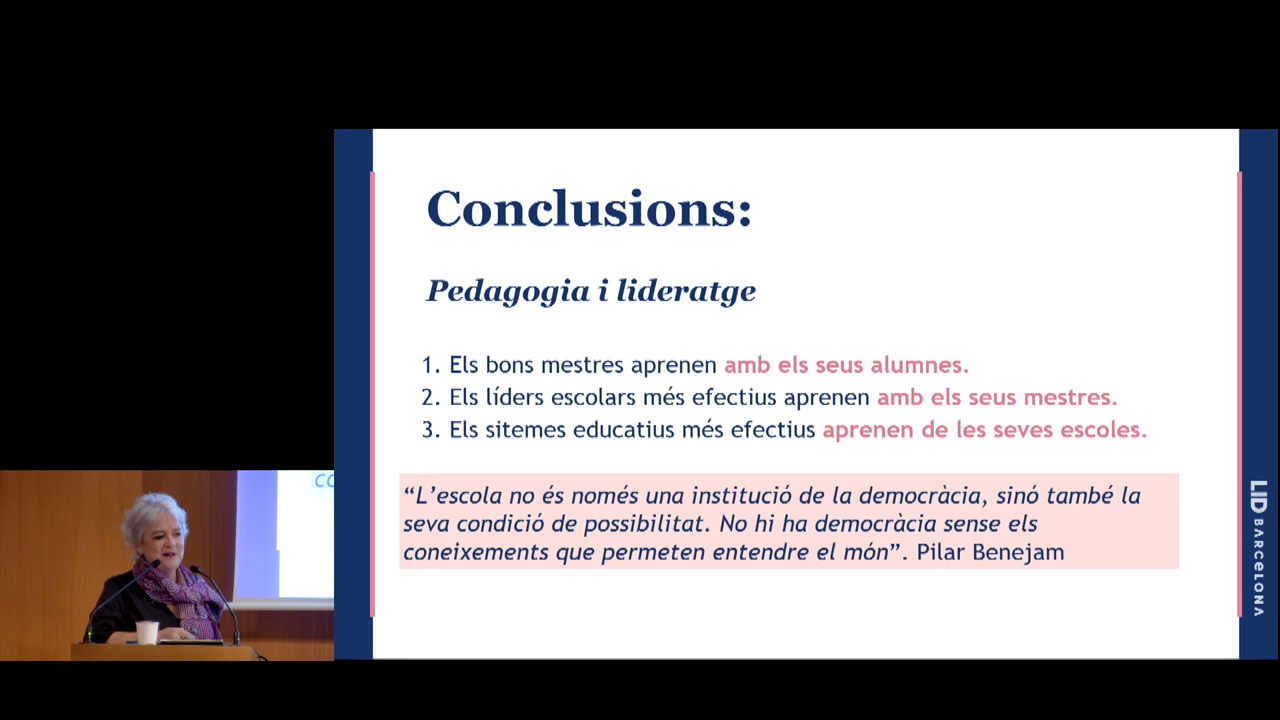 Conclusions:
Pedagogia i lideratge
1. Els bons mestres aprenen amb els seus alumnes.
2. Els líders escolars més efectius aprenen amb els seus mestres.
3. Els sitemes educatius més efectius aprenen de les seves escoles.
“L’escola no és només una institució de la democràcia, sinó també la
seva condició de possibilitat. No hi ha democràcia sense els
coneixements que permeten entendre el món”. Pilar Benejam
LID BARCELONA
co